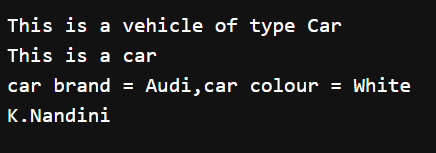 This is a vehicle of type Car
This is a car
car brand = Audi,car colour = White
K.Nandini